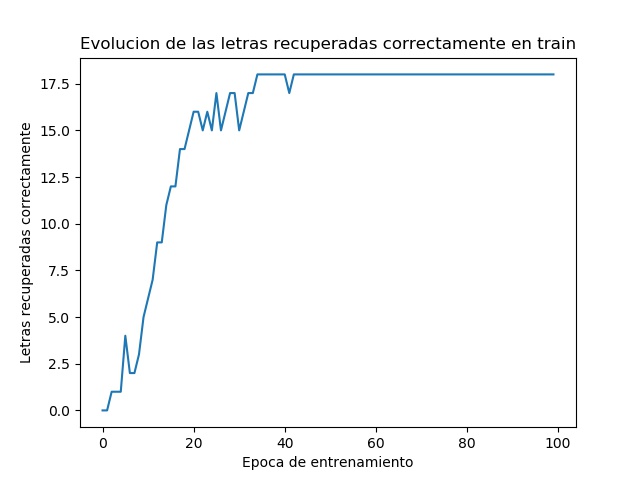 Evolucion de las letras recuperadas correctamente en train
Letras recuperadas correctamente
17.5
15.0
12.5
10.0
7.5
5.0
2.5
0.0
0 20 40 60 80 100
Epoca de entrenamiento